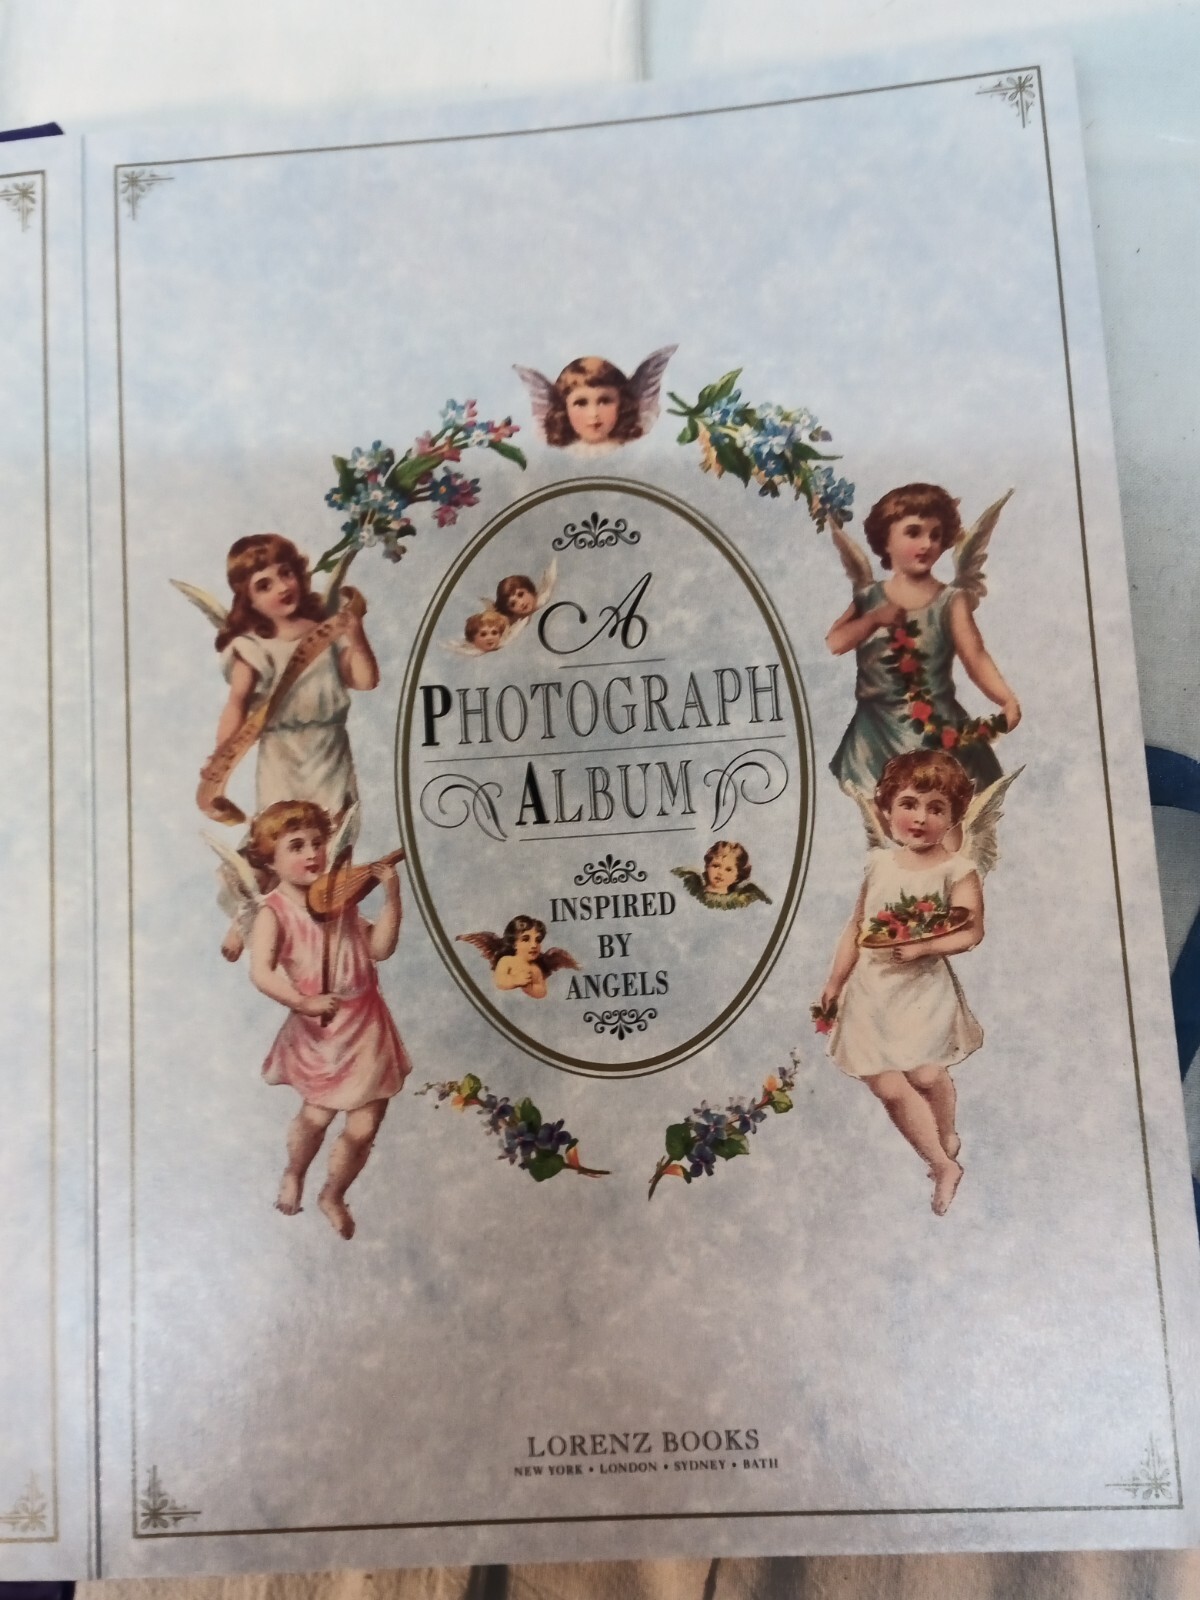 A
PHOTOGRAPH
ALBUM
INSPIRED
BY
ANGELS
LORENZ BOOKS
NEW YORK • LONDON • SYDNEY • BATH